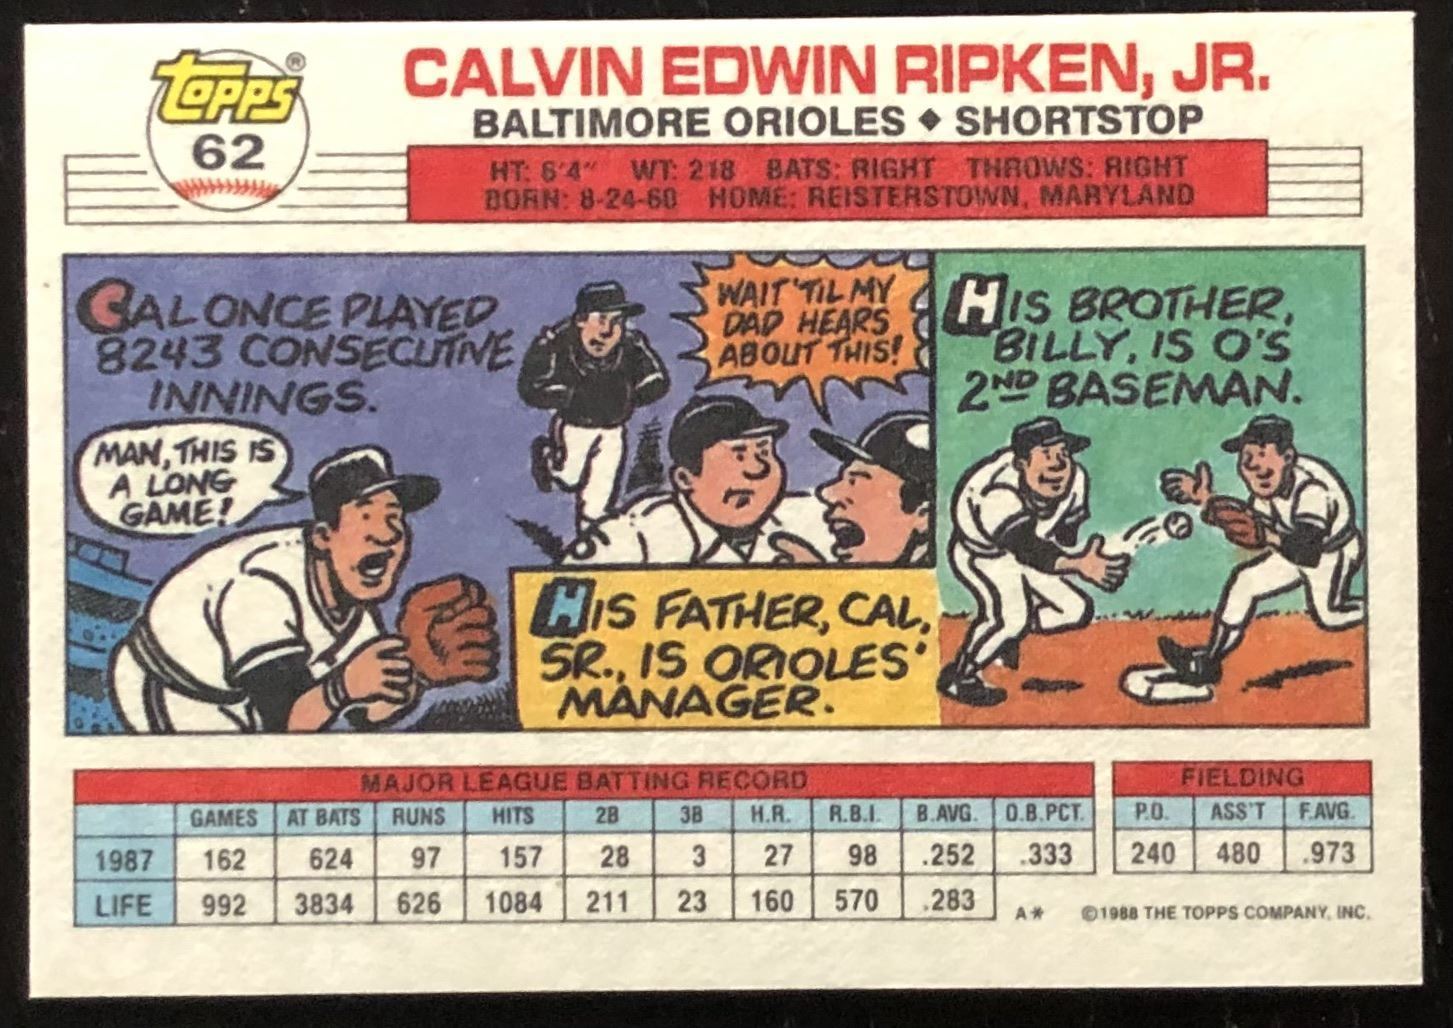 Topps®
62
CALVIN EDWIN RIPKEN, JR.
BALTIMORE ORIOLES ♦ SHORTSTOP
HT: 6'4" WT: 218 BATS: RIGHT THROWS: RIGHT
BORN: 8-24-60 HOME: REISTERSTOWN, MARYLAND
CAL ONCE PLAYED
8243 CONSECUTIVE
INNINGS.
MAN, THIS IS
A LONG
GAME!
WAIT 'TIL MY
DAD HEARS
ABOUT THIS!
HIS FATHER, CAL,
SR., IS ORIOLES'
MANAGER.
HIS BROTHER,
BILLY, IS O'S
2ND BASEMAN.
MAJOR LEAGUE BATTING RECORD
GAMES AT BATS RUNS HITS 2B 3B H.R. R.B.I. B.AVG. O.B.PCT.
1987 162 624 97 157 28 3 27 98 .252 .333
LIFE 992 3834 626 1084 211 23 160 570 .283
FIELDING
P.O. ASS'T F.AVG.
240 480 .973
A* ©1988 THE TOPPS COMPANY, INC.